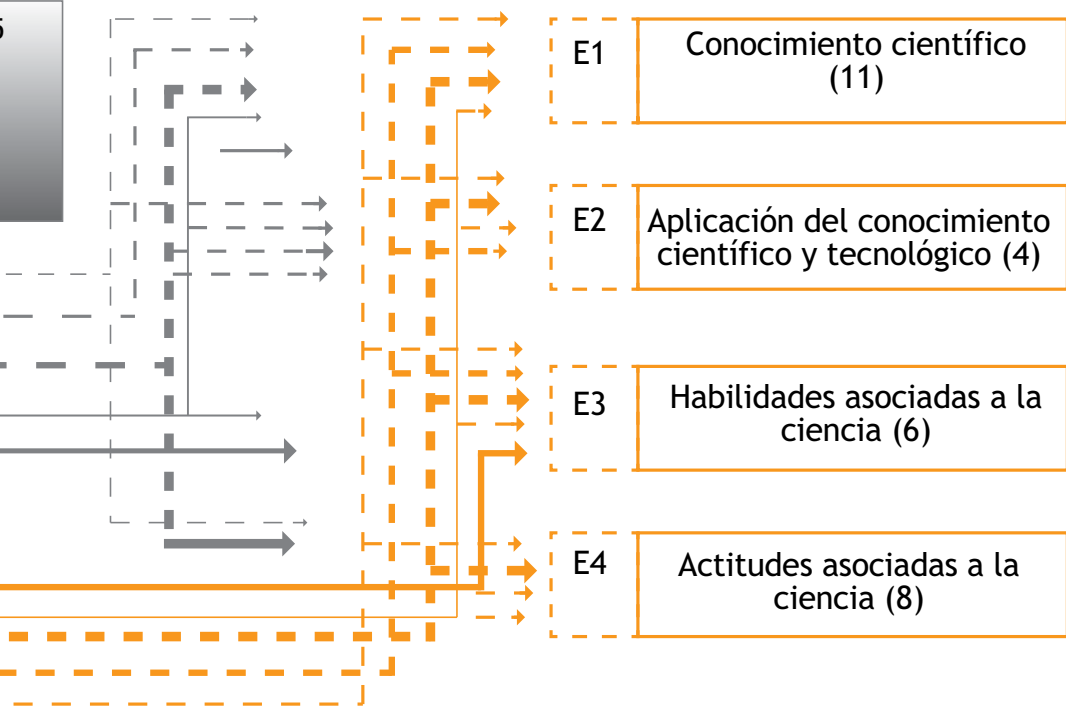 5
E1
Conocimiento científico
(11)
E2
Aplicación del conocimiento
científico y tecnológico (4)
E3
Habilidades asociadas a la
ciencia (6)
E4
Actitudes asociadas a la
ciencia (8)